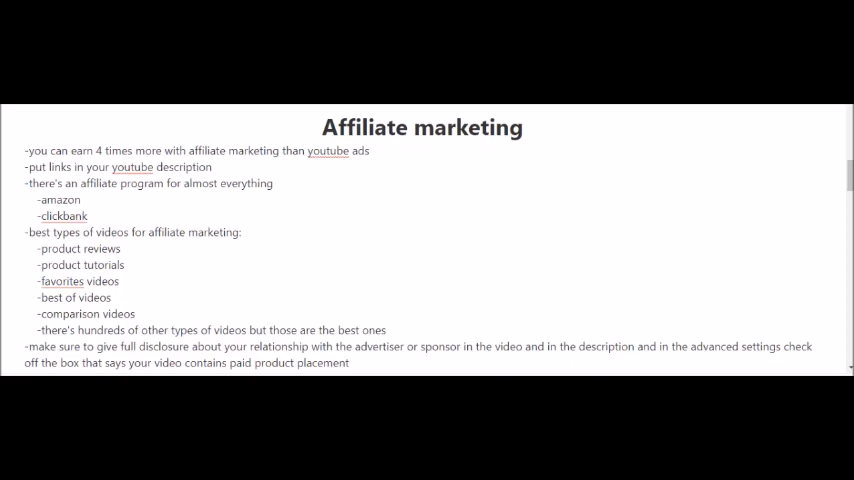 Affiliate marketing
-you can earn 4 times more with affiliate marketing than youtube ads
-put links in your youtube description
-there's an affiliate program for almost everything
-amazon
-clickbank
-best types of videos for affiliate marketing:
-product reviews
-product tutorials
-favorites videos
-best of videos
-comparison videos
-there's hundreds of other types of videos but those are the best ones
-make sure to give full disclosure about your relationship with the advertiser or sponsor in the video and in the description and in the advanced settings check
off the box that says your video contains paid product placement